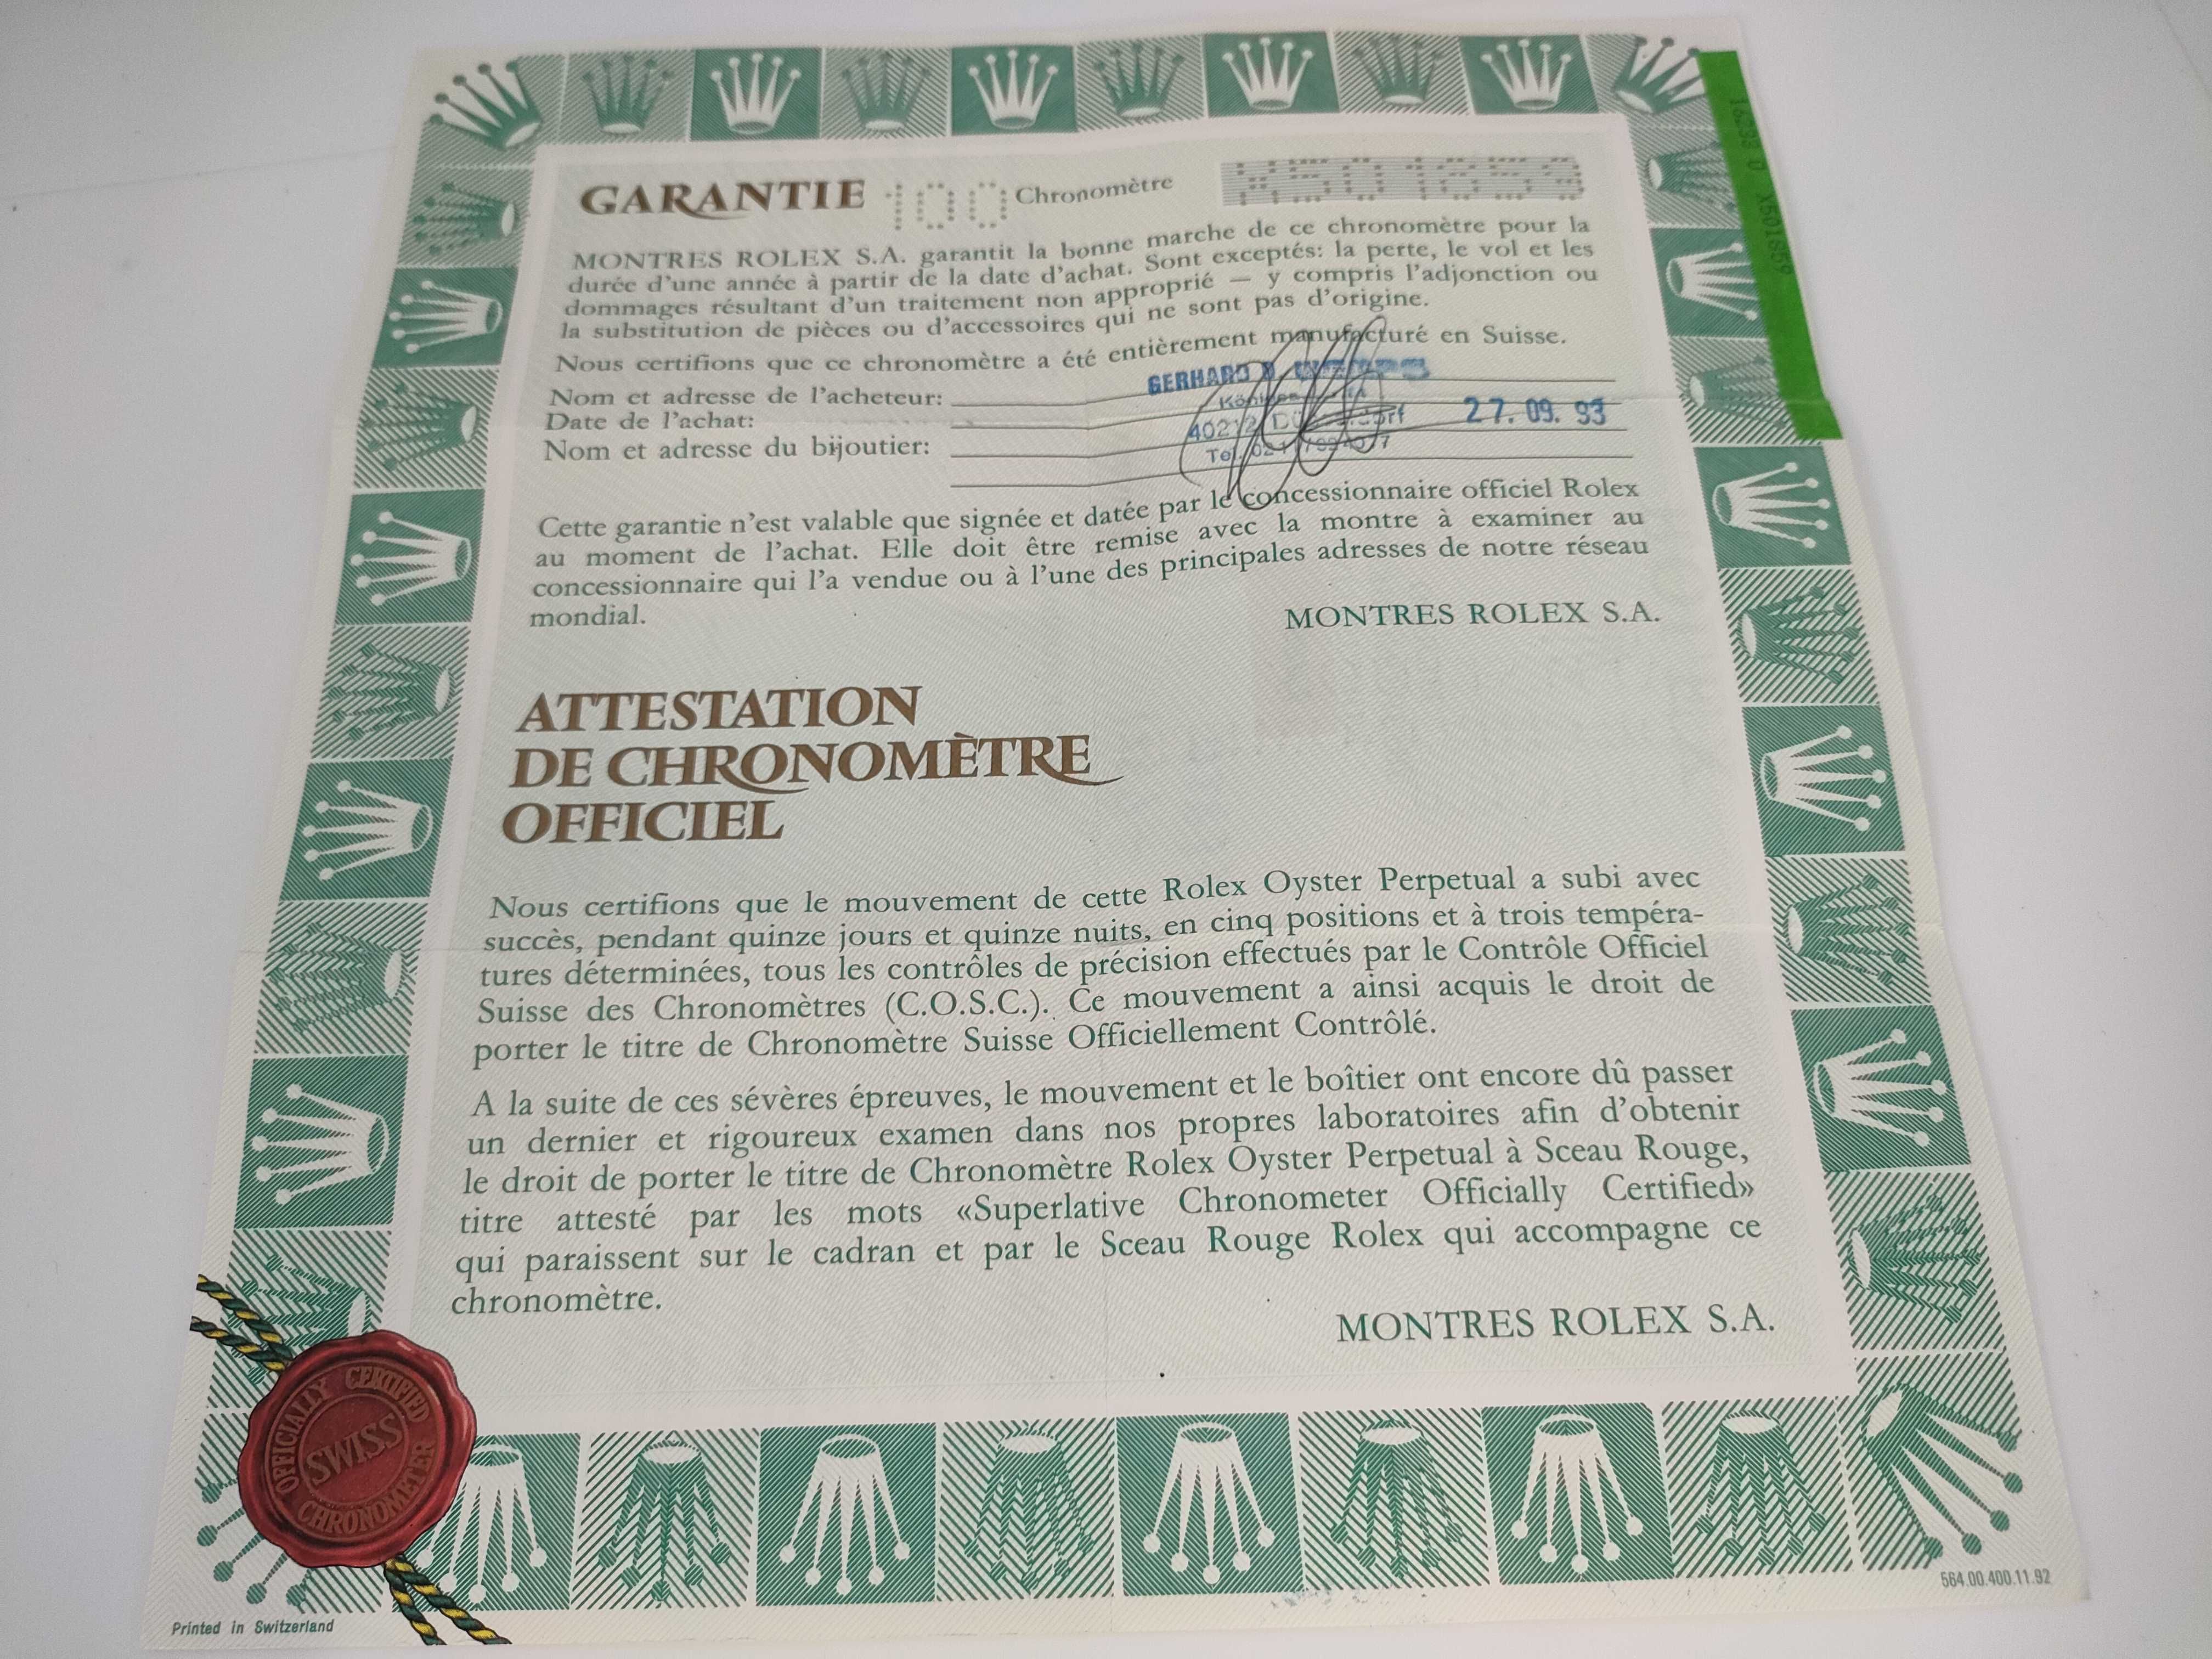 GARANTIE 100 Chronomètre X501859
MONTRES ROLEX S.A. garantit la bonne marche de ce chronomètre pour la
durée d'une année à partir de la date d'achat. Sont exceptés: la perte, le vol et les
dommages résultant d'un traitement non approprié — y compris l'adjonction ou
la substitution de pièces ou d'accessoires qui ne sont pas d'origine.
Nous certifions que ce chronomètre a été entièrement manufacturé en Suisse.
GERHARD D.
Nom et adresse de l'acheteur:
Date de l'achat:
40212 27. 09. 93
Nom et adresse du bijoutier:
Tel.
Cette garantie n'est valable que signée et datée par le concessionnaire officiel Rolex
au moment de l'achat. Elle doit être remise avec la montre à examiner au
concessionnaire qui l'a vendue ou à l'une des principales adresses de notre réseau
mondial.
MONTRES ROLEX S.A.
ATTESTATION
DE CHRONOMÈTRE
OFFICIEL
Nous certifions que le mouvement de cette Rolex Oyster Perpetual a subi avec
succès, pendant quinze jours et quinze nuits, en cinq positions et à trois tempéra-
tures déterminées, tous les contrôles de précision effectués par le Contrôle Officiel
Suisse des Chronomètres (C.O.S.C.). Ce mouvement a ainsi acquis le droit de
porter le titre de Chronomètre Suisse Officiellement Contrôlé.
A la suite de ces sévères épreuves, le mouvement et le boîtier ont encore dû passer
un dernier et rigoureux examen dans nos propres laboratoires afin d'obtenir
le droit de porter le titre de Chronomètre Rolex Oyster Perpetual à Sceau Rouge,
titre attesté par les mots «Superlative Chronometer Officially Certified»
qui paraissent sur le cadran et par le Sceau Rouge Rolex qui accompagne ce
chronomètre.
MONTRES ROLEX S.A.
OFFICIALLY CERTIFIED
SWISS
CHRONOMETER
564.00.400.11.92
Printed in Switzerland